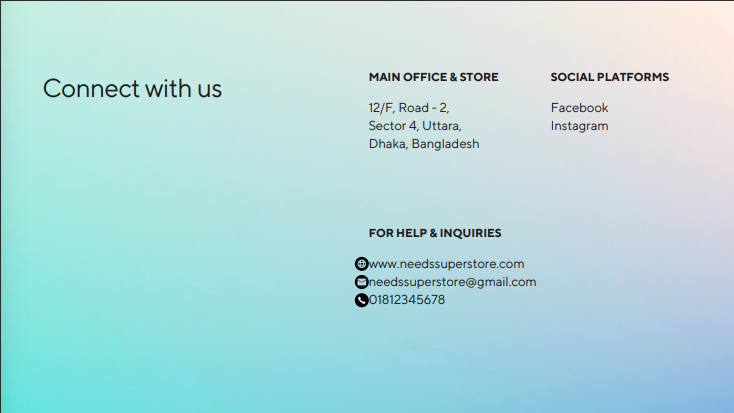 Connect with us
MAIN OFFICE & STORE
12/F, Road - 2,
Sector 4, Uttara,
Dhaka, Bangladesh
SOCIAL PLATFORMS
Facebook
Instagram
FOR HELP & INQUIRIES
www.needssuperstore.com
needssuperstore@gmail.com
01812345678